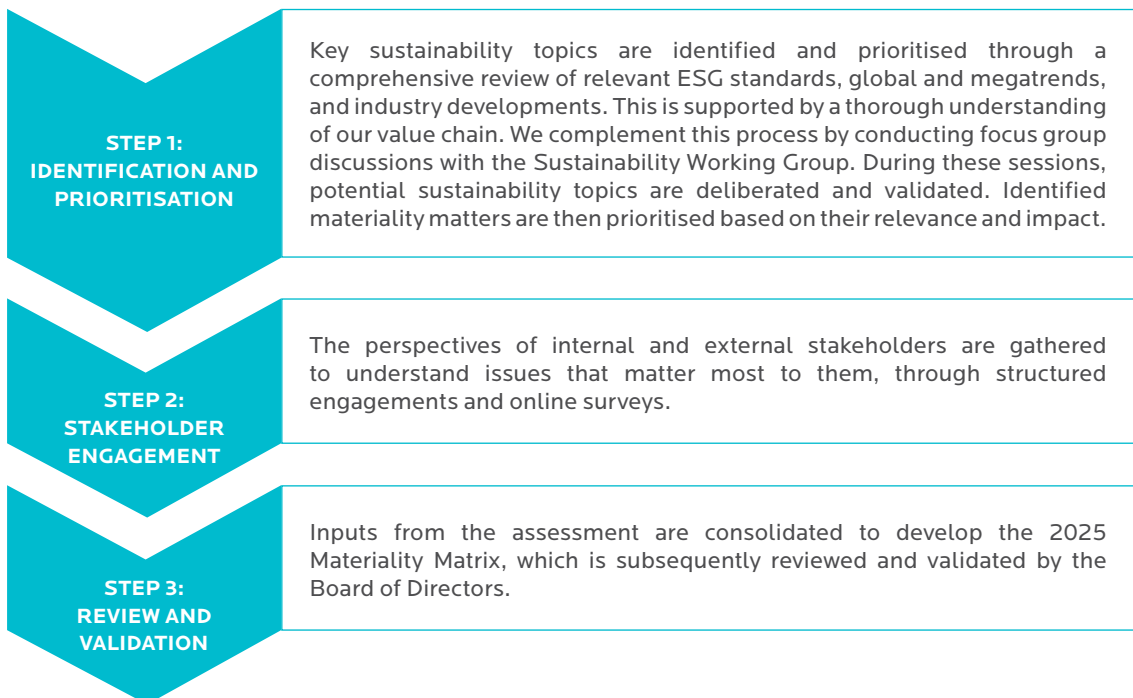 STEP 1:
IDENTIFICATION AND
PRIORITISATION
Key sustainability topics are identified and prioritised through a
comprehensive review of relevant ESG standards, global and megatrends,
and industry developments. This is supported by a thorough understanding
of our value chain. We complement this process by conducting focus group
discussions with the Sustainability Working Group. During these sessions,
potential sustainability topics are deliberated and validated. Identified
materiality matters are then prioritised based on their relevance and impact.
STEP 2:
STAKEHOLDER
ENGAGEMENT
The perspectives of internal and external stakeholders are gathered
to understand issues that matter most to them, through structured
engagements and online surveys.
STEP 3:
REVIEW AND
VALIDATION
Inputs from the assessment are consolidated to develop the 2025
Materiality Matrix, which is subsequently reviewed and validated by the
Board of Directors.